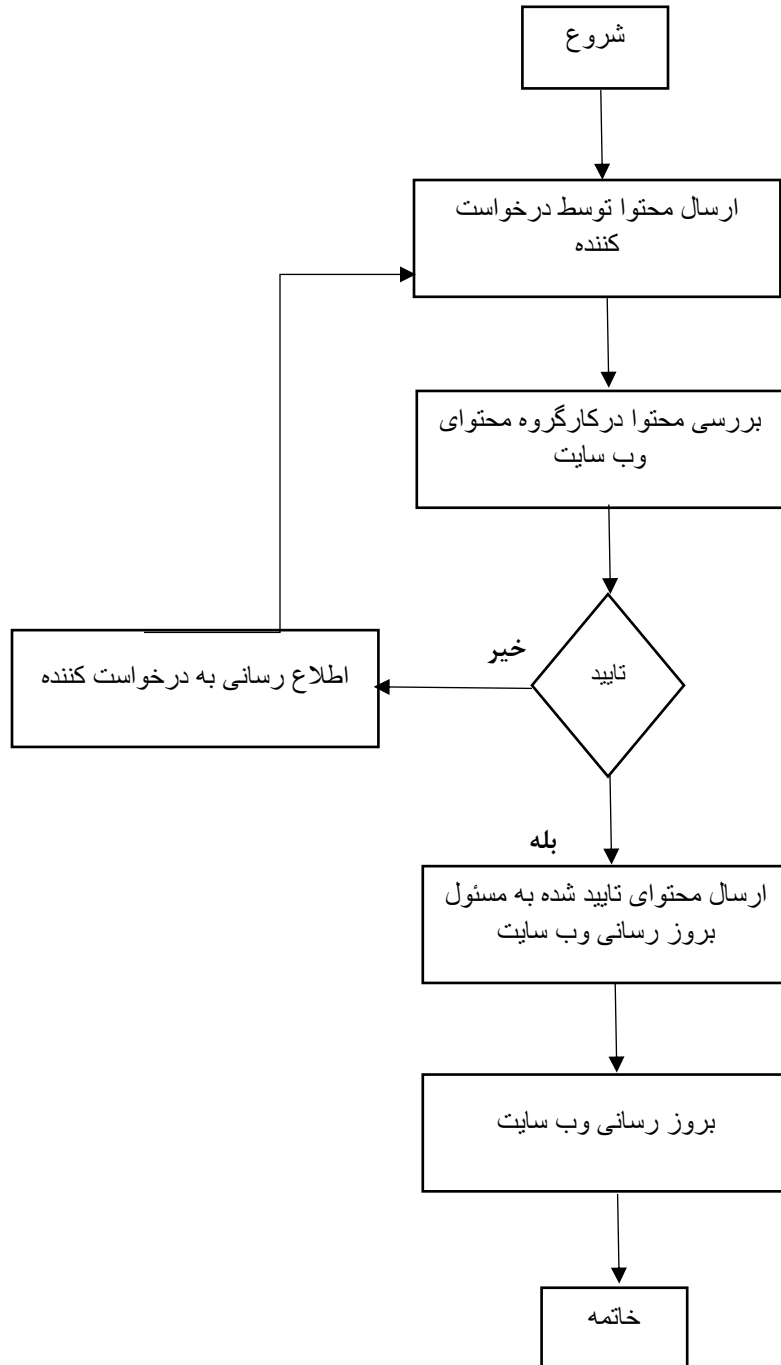 شروع
ارسال محتوا توسط درخواست
کننده
بررسی محتوا درکارگروه محتوای
وب سایت
تایید
خیر
اطلاع رسانی به درخواست کننده
بله
ارسال محتوای تایید شده به مسئول
بروز رسانی وب سایت
بروز رسانی وب سایت
خاتمه